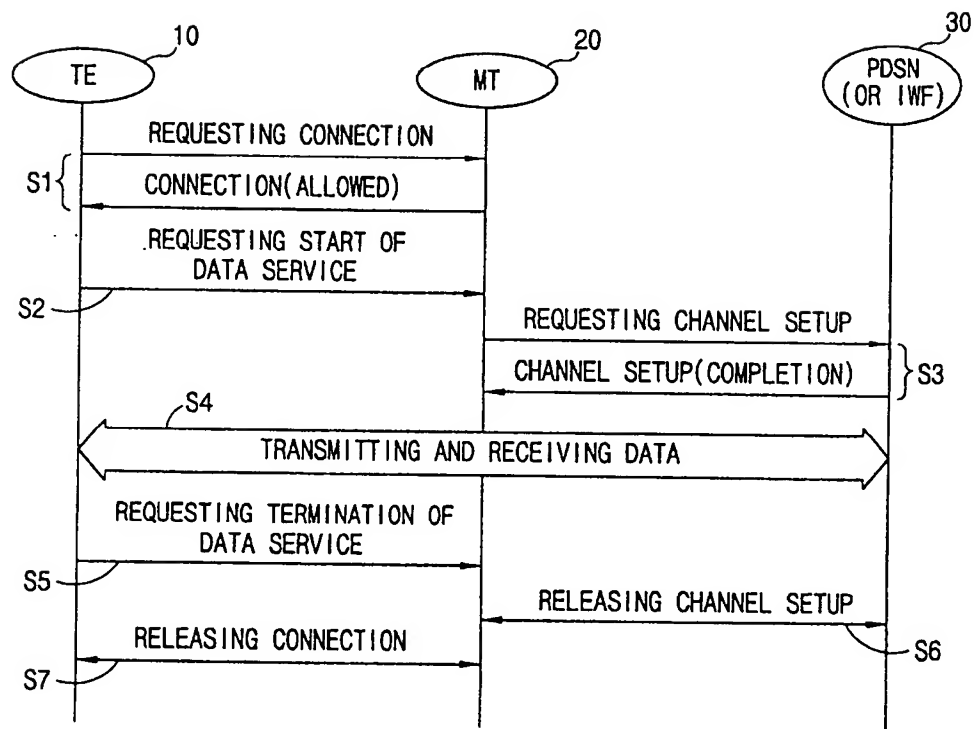 10
20
30
TE
MT
PDSN
(OR IWF)
REQUESTING CONNECTION
S1
CONNECTION(ALLOWED)
REQUESTING START OF
DATA SERVICE
S2
REQUESTING CHANNEL SETUP
CHANNEL SETUP(COMPLETION)
S3
S4
TRANSMITTING AND RECEIVING DATA
REQUESTING TERMINATION OF
DATA SERVICE
S5
RELEASING CHANNEL SETUP
S6
RELEASING CONNECTION
S7